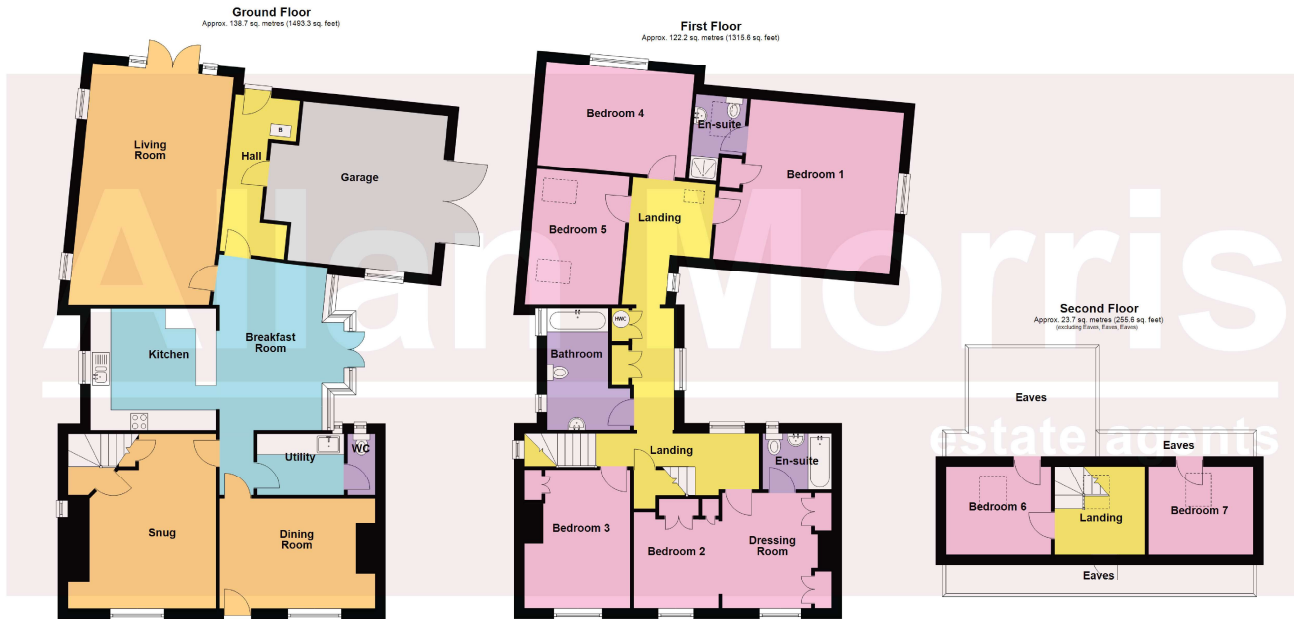 Ground Floor
Approx. 138.7 sq. metres (1493.3 sq. feet)
Living
Room
Hall
B
Garage
Kitchen
Breakfast
Room
Utility
WC
Snug
Dining
Room
First Floor
Approx. 122.2 sq. metres (1315.6 sq. feet)
Bedroom 4
En-suite
Bedroom 1
Landing
Bedroom 5
HWC
Bathroom
Landing
En-suite
Bedroom 3
Bedroom 2
Dressing
Room
Second Floor
Approx. 23.7 sq. metres (255.6 sq. feet)
(excluding Eaves, Eaves, Eaves)
Eaves
Eaves
Bedroom 6
Landing
Bedroom 7
Eaves
Allan Morris
estate agents